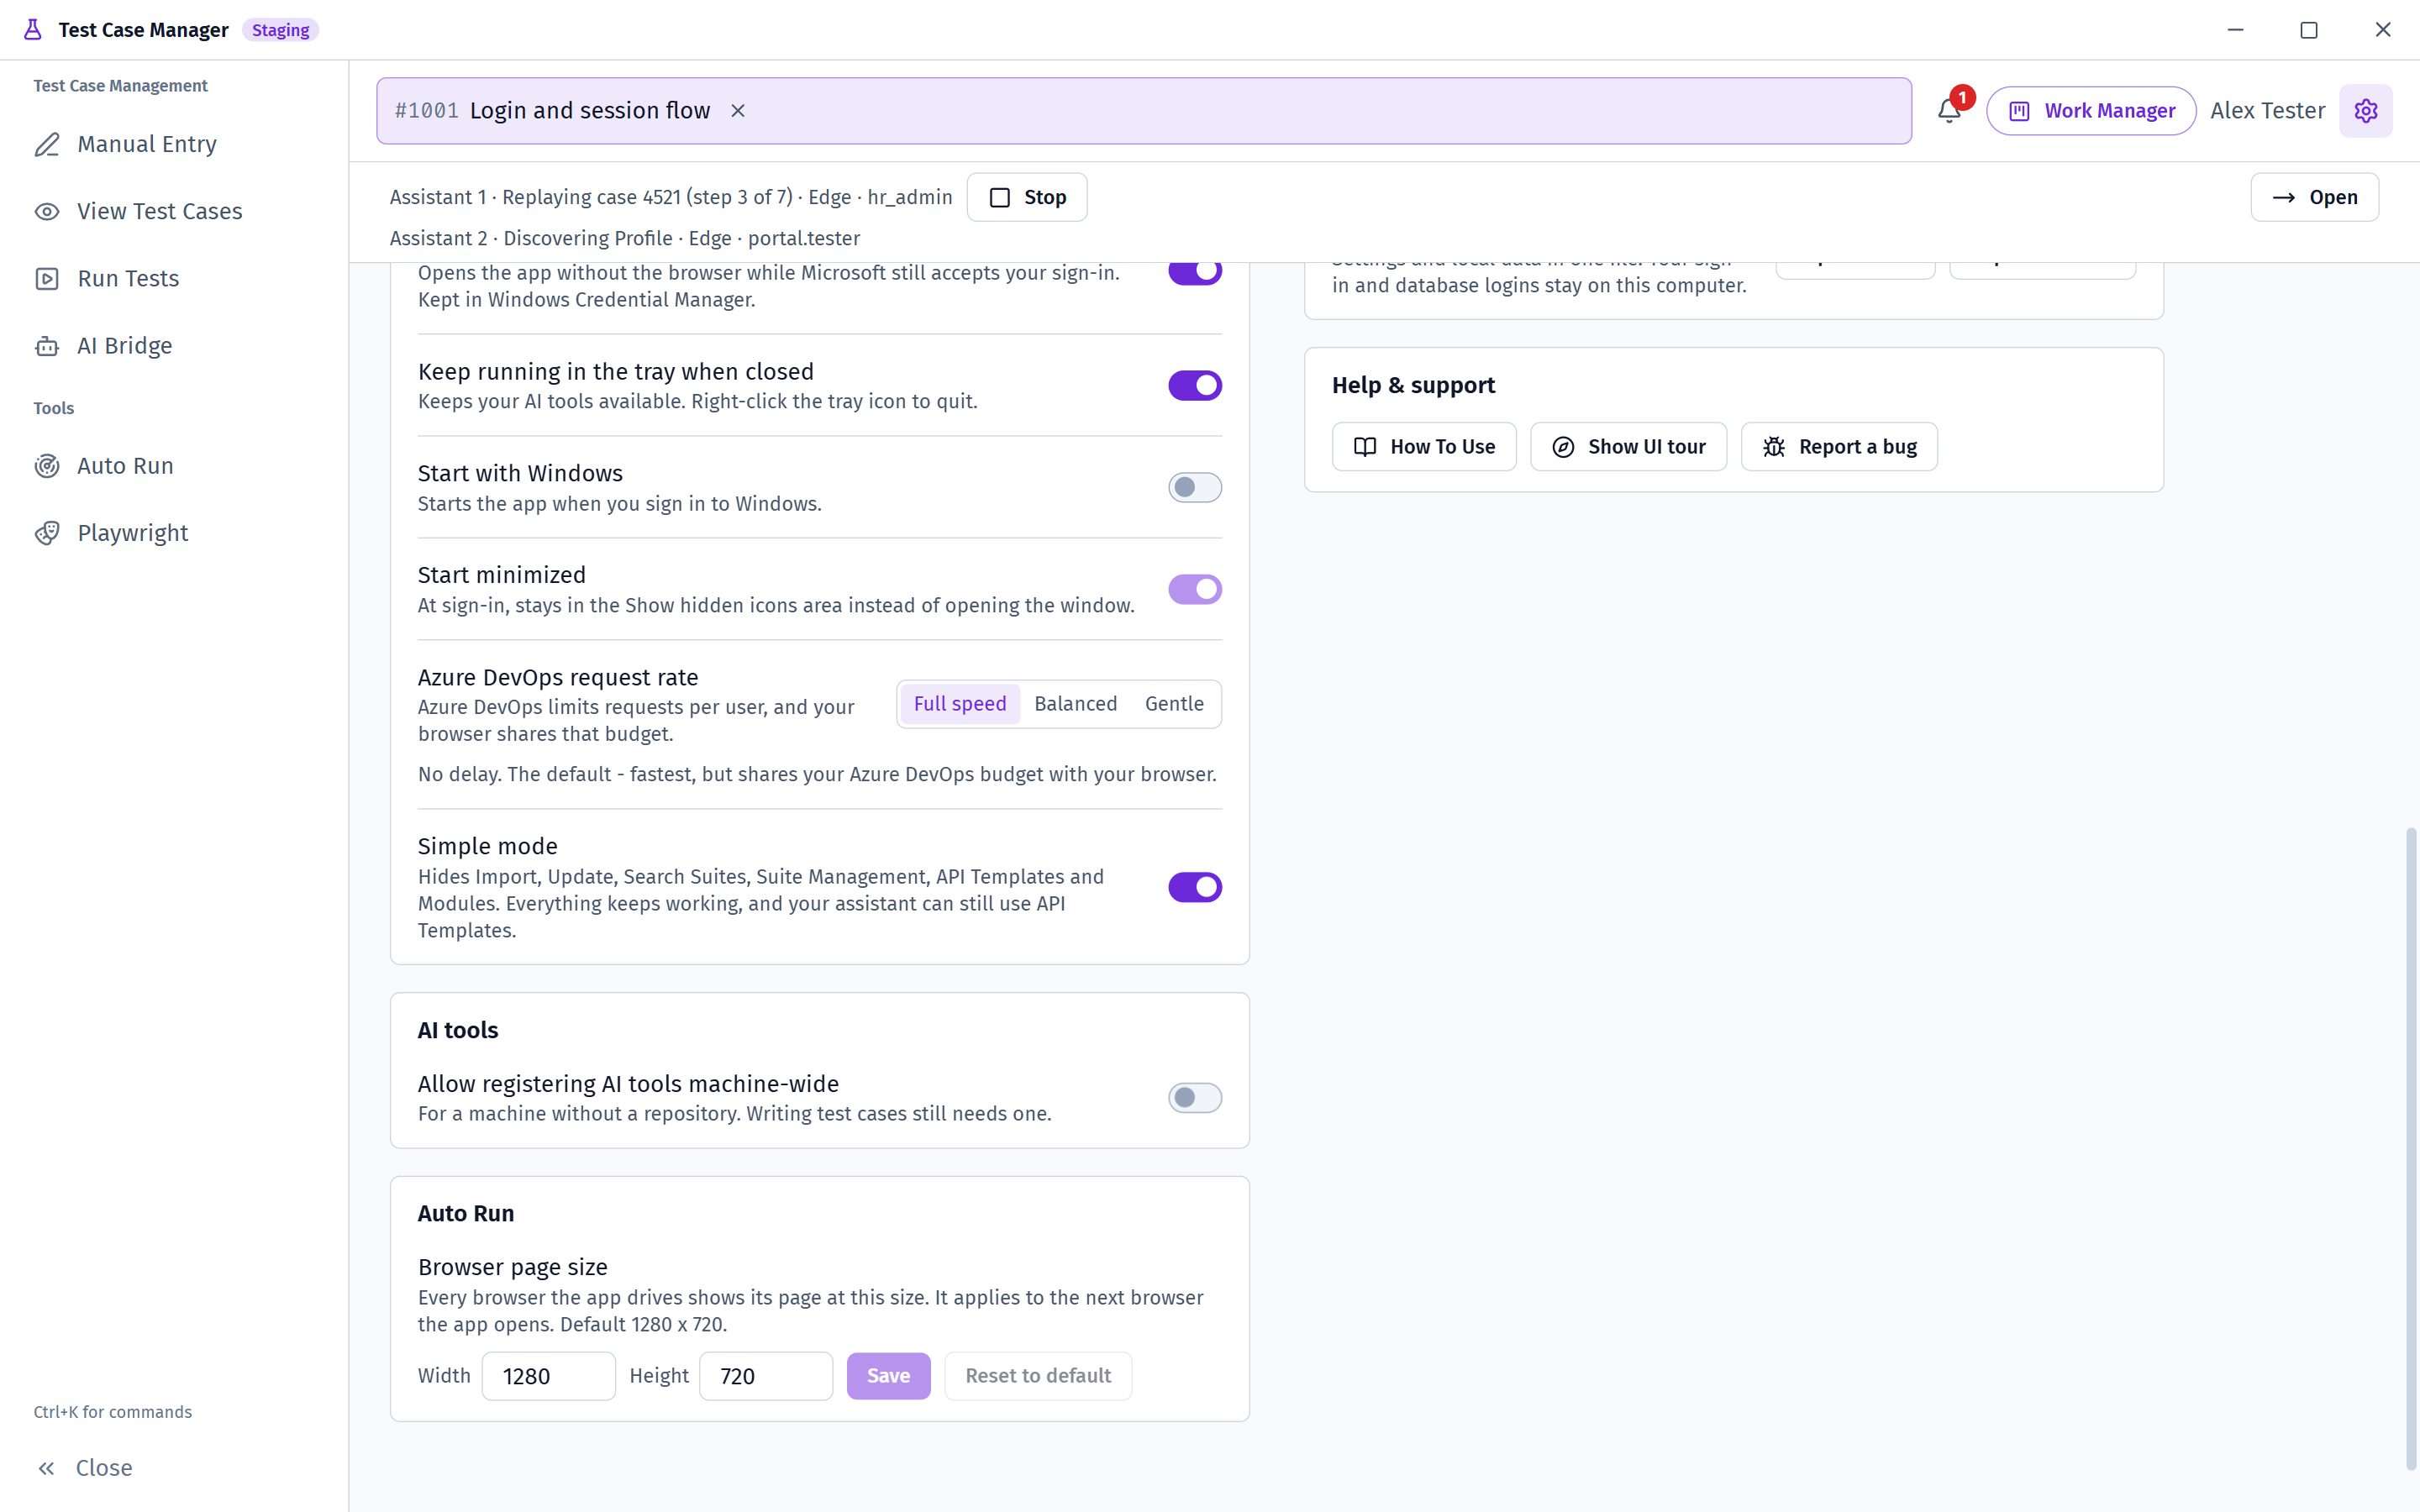 Test Case Manager Staging
Test Case Management
Manual Entry
View Test Cases
Run Tests
AI Bridge
Tools
Auto Run
Playwright
Ctrl+K for commands
Close
#1001 Login and session flow
1
Work Manager
Alex Tester
Assistant 1 · Replaying case 4521 (step 3 of 7) · Edge · hr_admin
Stop
Open
Assistant 2 · Discovering Profile · Edge · portal.tester
Opens the app without the browser while Microsoft still accepts your sign-in.
Kept in Windows Credential Manager.
Keep running in the tray when closed
Keeps your AI tools available. Right-click the tray icon to quit.
Start with Windows
Starts the app when you sign in to Windows.
Start minimized
At sign-in, stays in the Show hidden icons area instead of opening the window.
Azure DevOps request rate
Azure DevOps limits requests per user, and your
browser shares that budget.
Full speed Balanced Gentle
No delay. The default - fastest, but shares your Azure DevOps budget with your browser.
Simple mode
Hides Import, Update, Search Suites, Suite Management, API Templates and
Modules. Everything keeps working, and your assistant can still use API
Templates.
AI tools
Allow registering AI tools machine-wide
For a machine without a repository. Writing test cases still needs one.
Auto Run
Browser page size
Every browser the app drives shows its page at this size. It applies to the next browser
the app opens. Default 1280 x 720.
Width 1280 Height 720 Save Reset to default
Settings and local data in one file. Your sign-
in and database logins stay on this computer.
Help & support
How To Use Show UI tour Report a bug